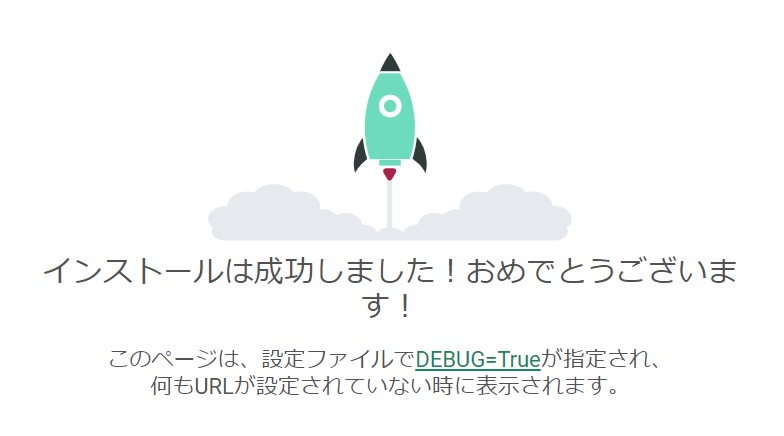 インストールは成功しました！おめでとうございま
す！
このページは、設定ファイルでDEBUG=Trueが指定され、
何もURLが設定されていない時に表示されます。